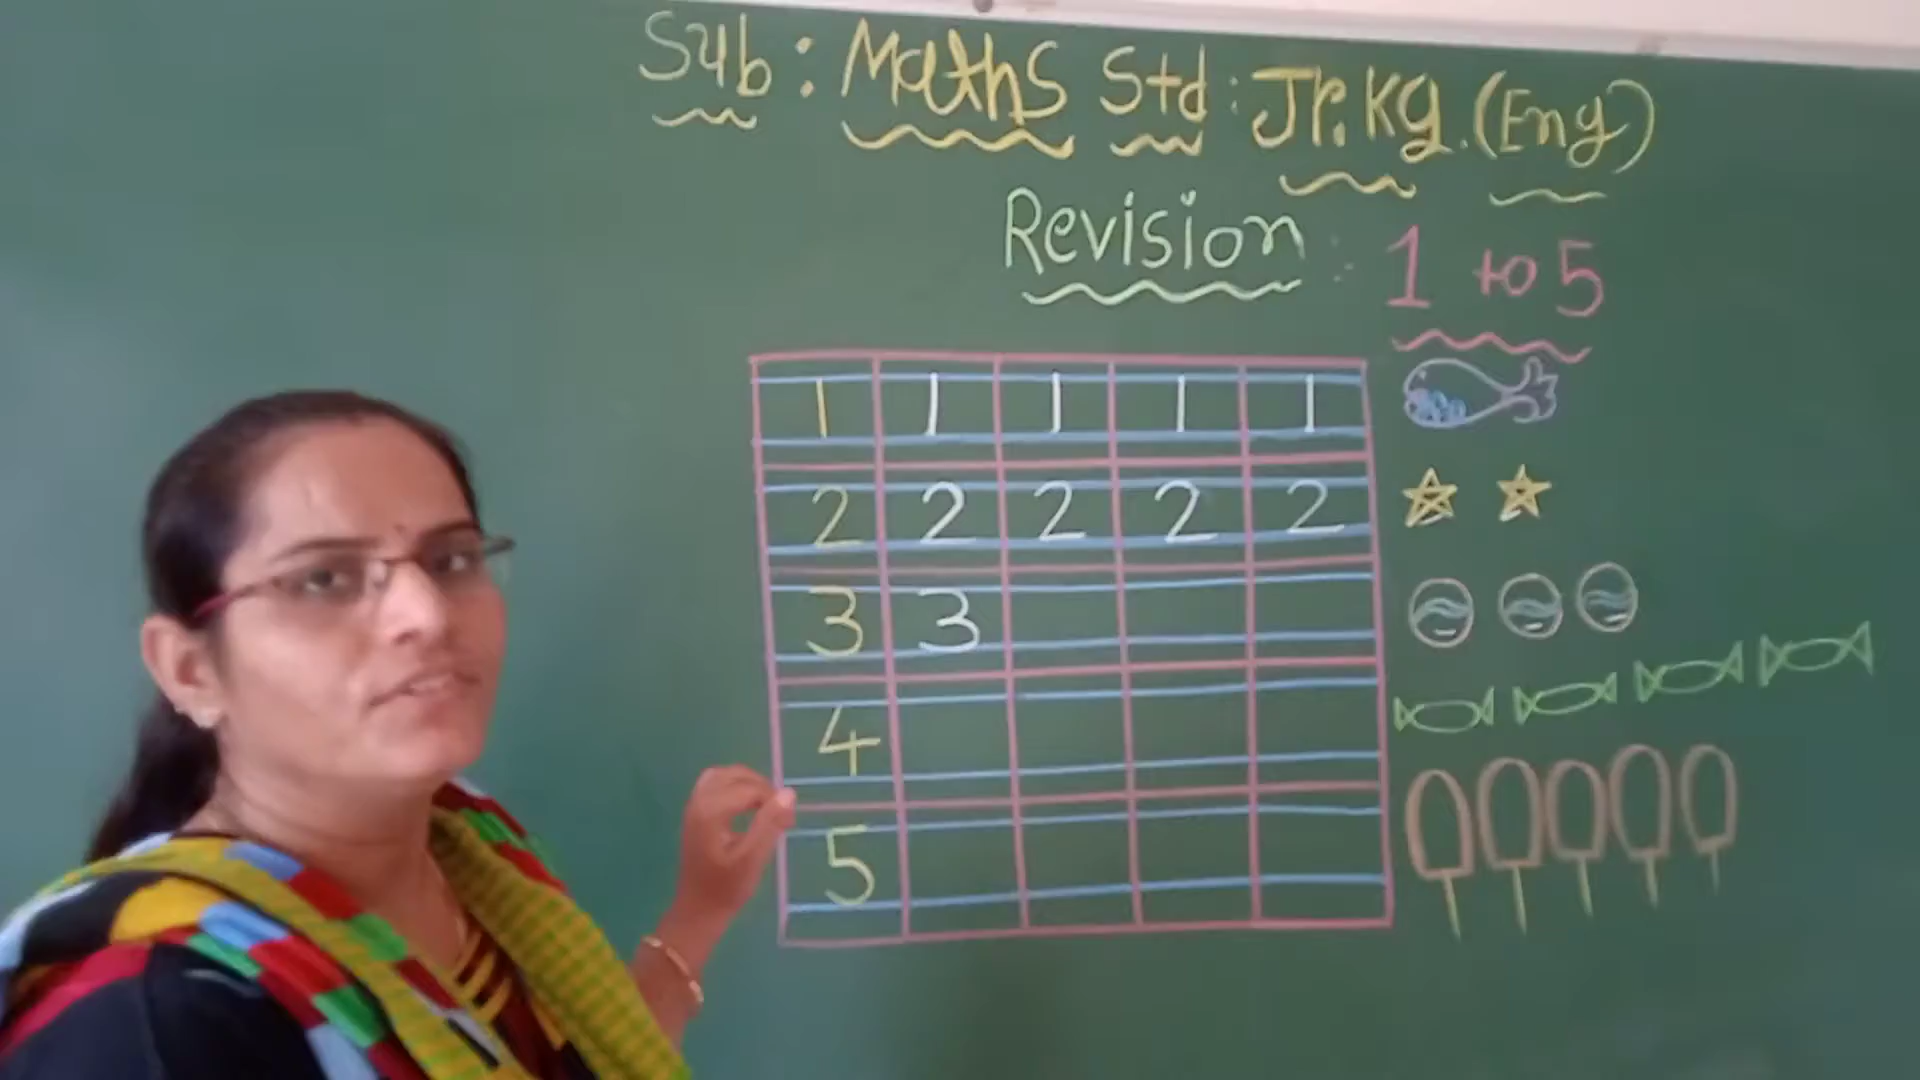 Sub : Maths Std : Jr. Kg. (Eng)
Revision : 1 to 5
1 1 1 1 1
2 2 2 2 2
3 3
4
5